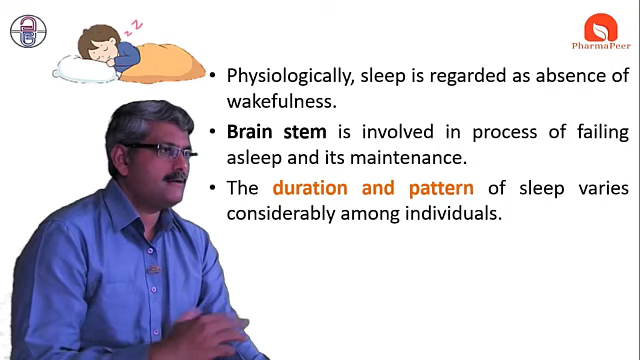 zZ
PharmaPeer
• Physiologically, sleep is regarded as absence of
wakefulness.
• Brain stem is involved in process of failing
asleep and its maintenance.
• The duration and pattern of sleep varies
considerably among individuals.